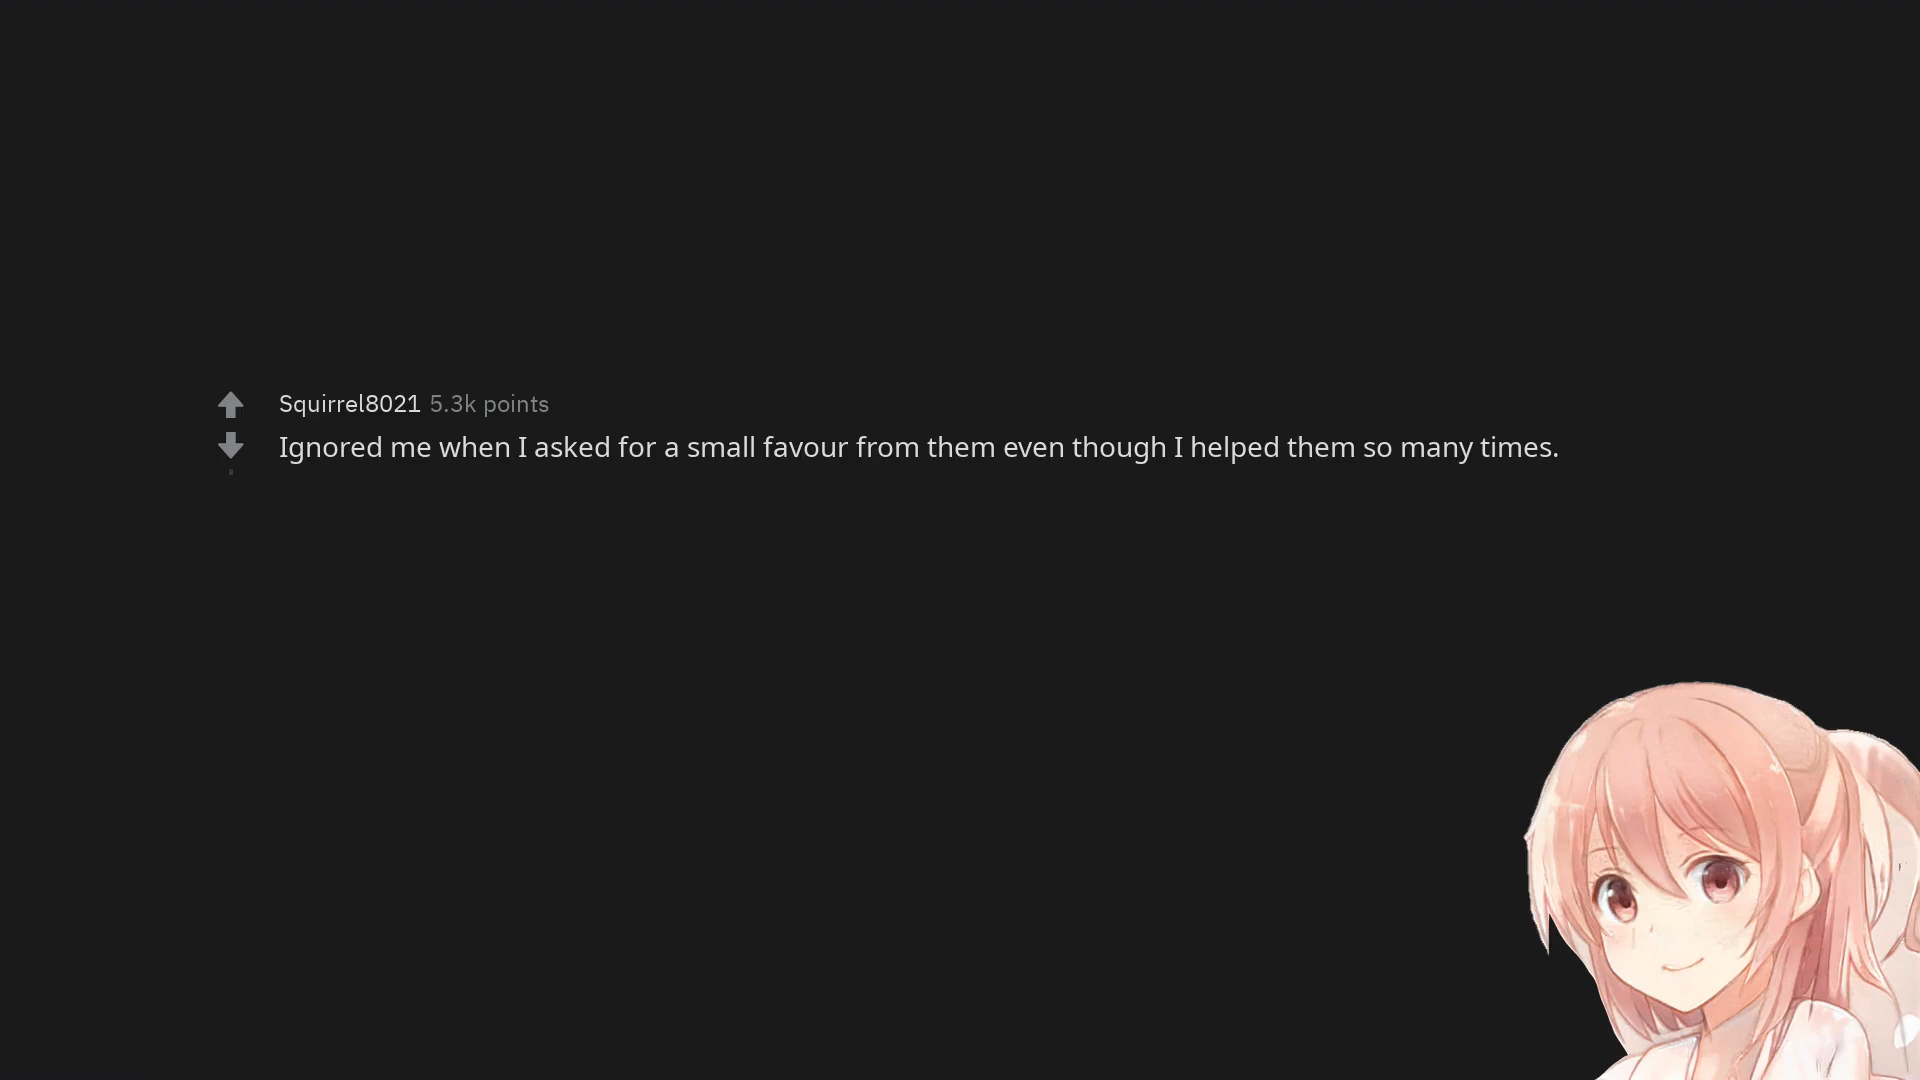 Squirrel8021 5.3k points
Ignored me when I asked for a small favour from them even though I helped them so many times.